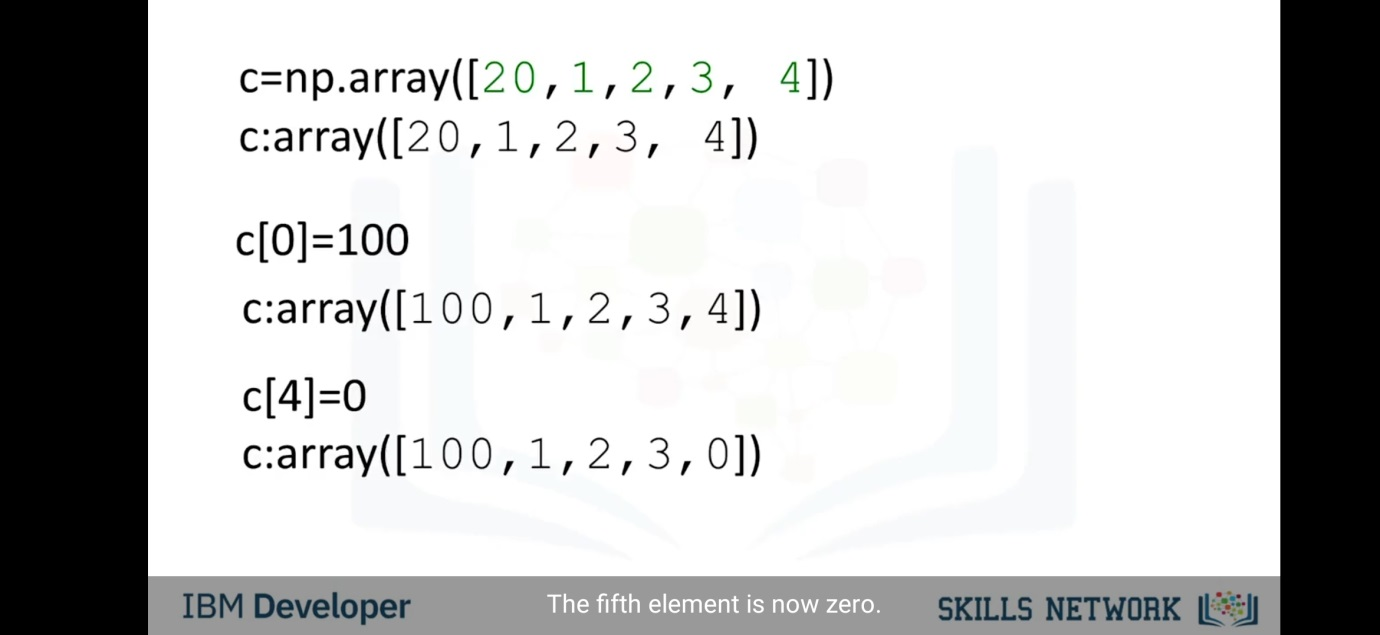 c=np.array([20,1,2,3, 4])
c:array([20,1,2,3, 4])
c[0]=100
c:array([100,1,2,3,4])
c[4]=0
c:array([100,1,2,3,0])
IBM Developer
The fifth element is now zero.
SKILLS NETWORK